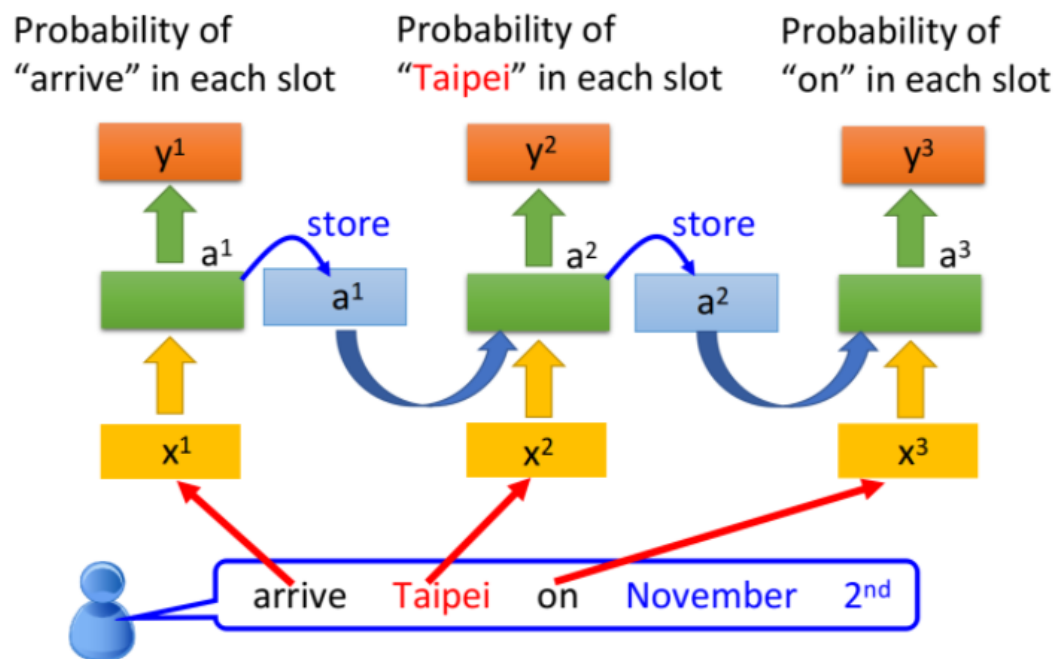 Probability of
"arrive" in each slot
Probability of
"Taipei" in each slot
Probability of
"on" in each slot
y¹
y²
y³
store
store
a¹
a²
a³
a¹
a²
x¹
x²
x³
arrive Taipei on November 2ⁿᵈ